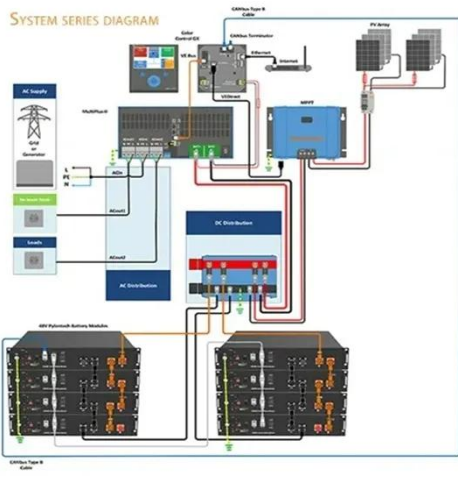 SYSTEM SERIES DIAGRAM
CANbus Type B
Cable
Color
Control GX
CANbus Terminator
PV Array
VE Bus
Ethernet
Internet
AC Supply
Grid
or
Generator
MultiPlus-II
VEDirect
MPPT
L
PE
N
ACin
ACout1
Loads
ACout2
DC Distribution
AC Distribution
48V Pylontech Battery Modules
CANbus Type B
Cable